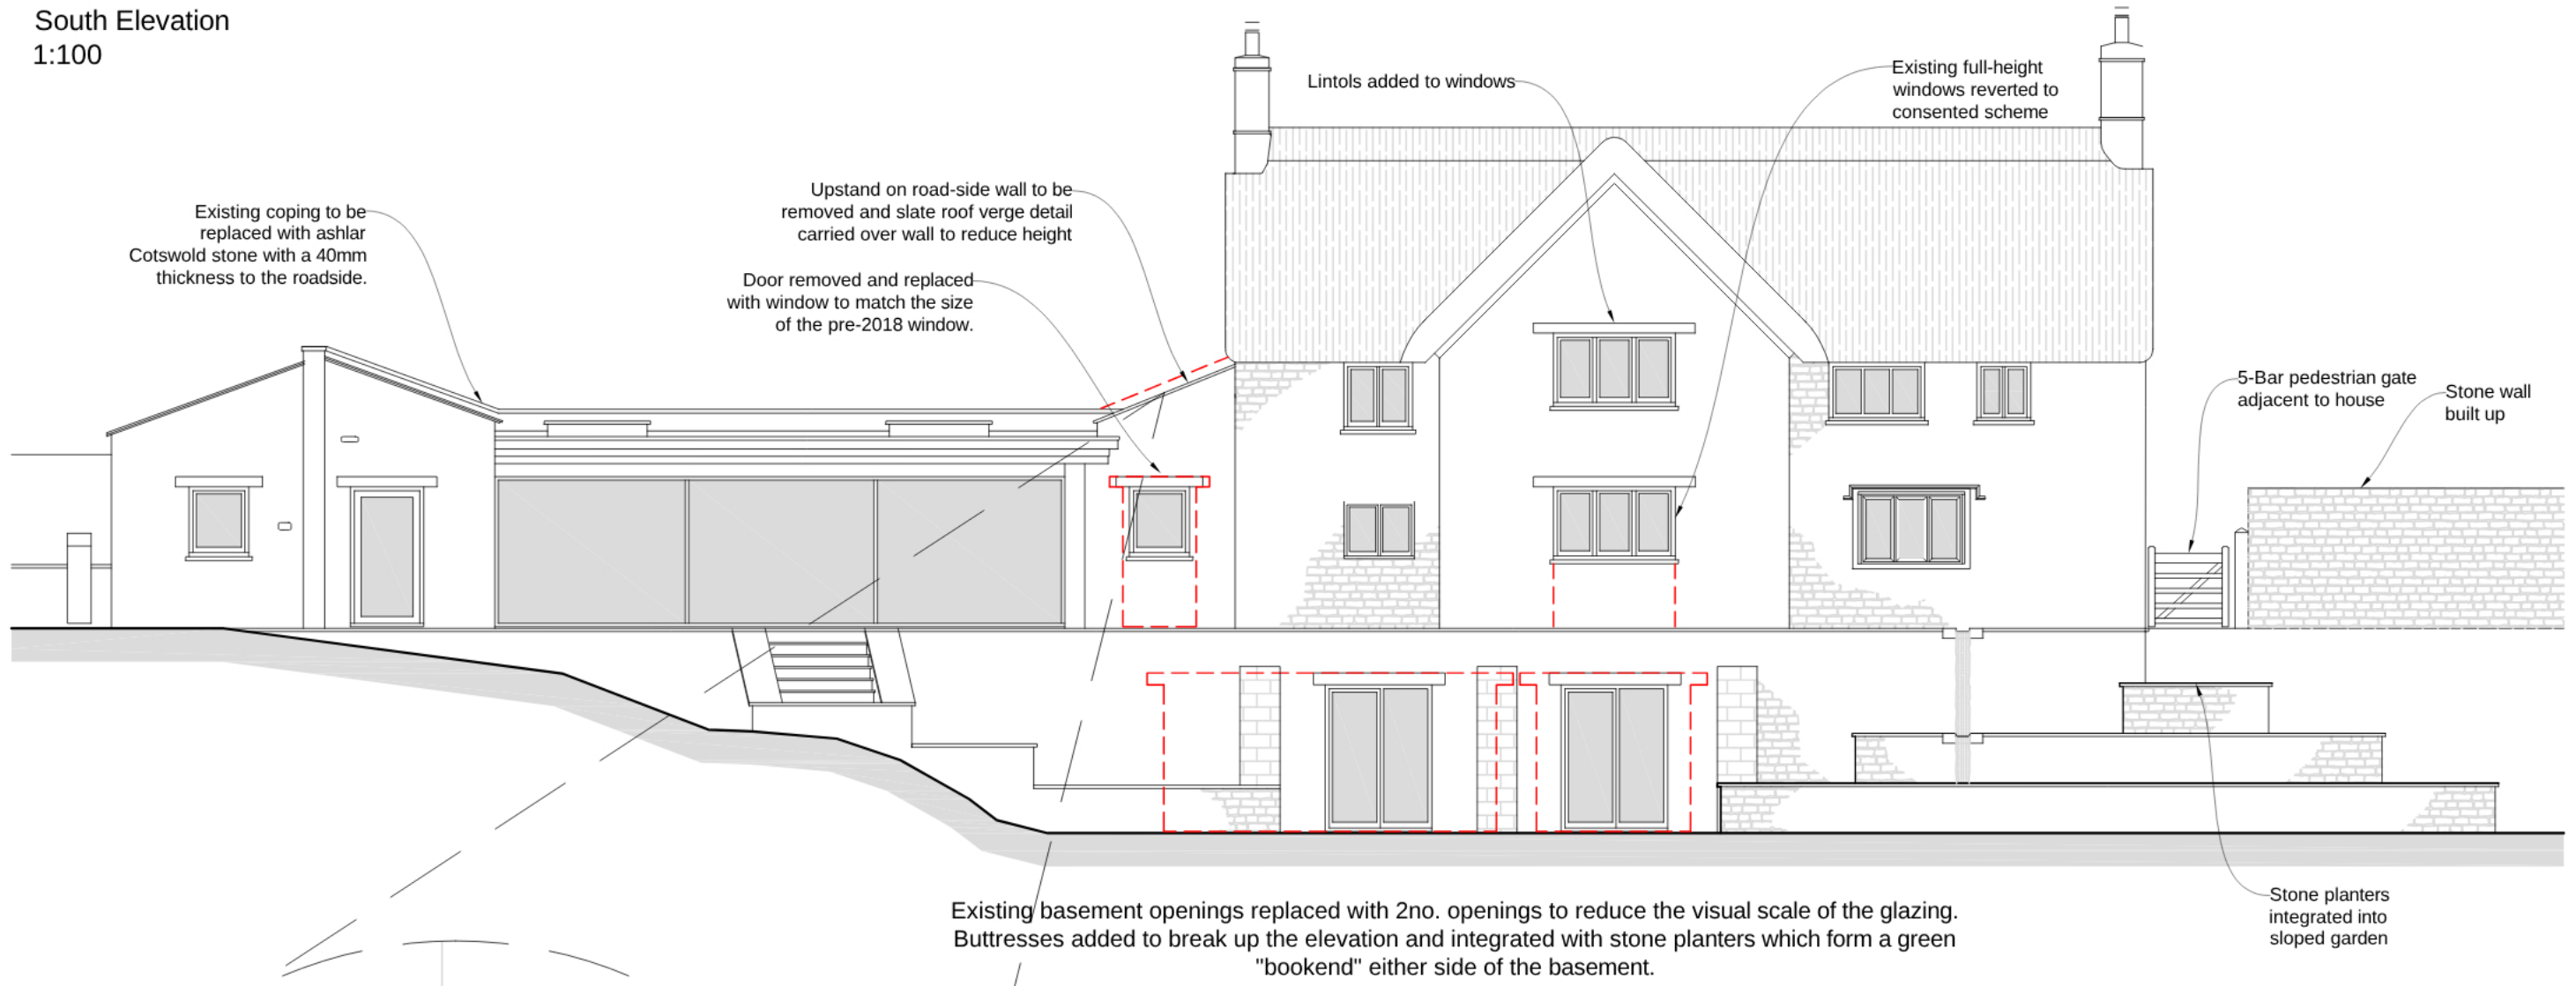 South Elevation
1:100
Lintols added to windows
Existing full-height
windows reverted to
consented scheme
Upstand on road-side wall to be
removed and slate roof verge detail
carried over wall to reduce height
Existing coping to be
replaced with ashlar
Cotswold stone with a 40mm
thickness to the roadside.
Door removed and replaced
with window to match the size
of the pre-2018 window.
5-Bar pedestrian gate
adjacent to house
Stone wall
built up
Stone planters
integrated into
sloped garden
Existing basement openings replaced with 2no. openings to reduce the visual scale of the glazing.
Buttresses added to break up the elevation and integrated with stone planters which form a green
"bookend" either side of the basement.